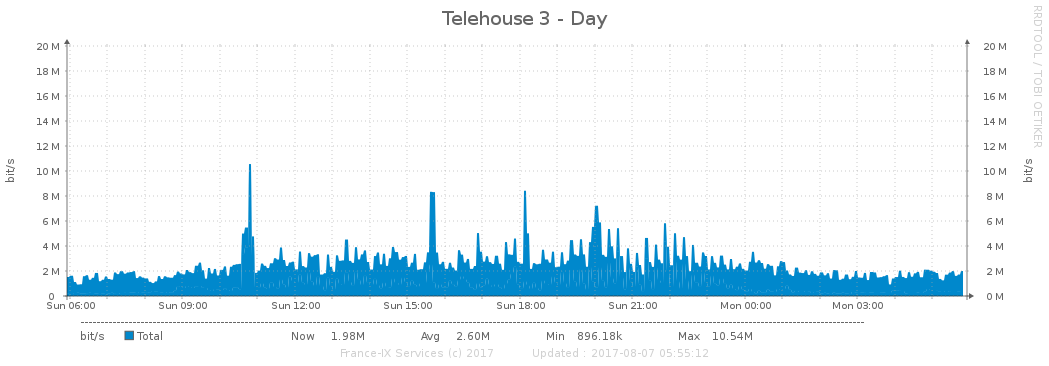 Telehouse 3 - Day
RRDTOOL / TOBI OETIKER
bit/s
bit/s
20 M 20 M
18 M 18 M
16 M 16 M
14 M 14 M
12 M 12 M
10 M 10 M
8 M 8 M
6 M 6 M
4 M 4 M
2 M 2 M
0 0 M
Sun 06:00 Sun 09:00 Sun 12:00 Sun 15:00 Sun 18:00 Sun 21:00 Mon 00:00 Mon 03:00
bit/s Total Now 1.98M Avg 2.60M Min 896.18k Max 10.54M
France-IX Services (c) 2017 Updated : 2017-08-07 05:55:12